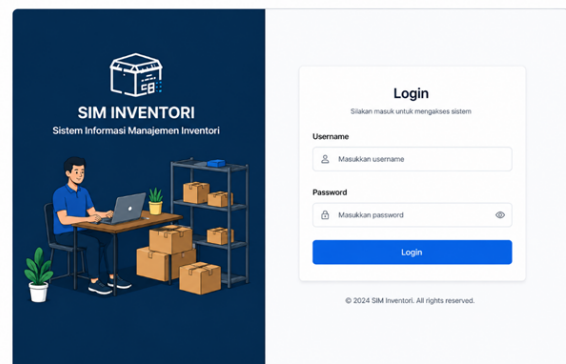 SIM INVENTORI
Sistem Informasi Manajemen Inventori
Login
Silakan masuk untuk mengakses sistem
Username
Masukkan username
Password
Masukkan password
Login
© 2024 SIM Inventori. All rights reserved.